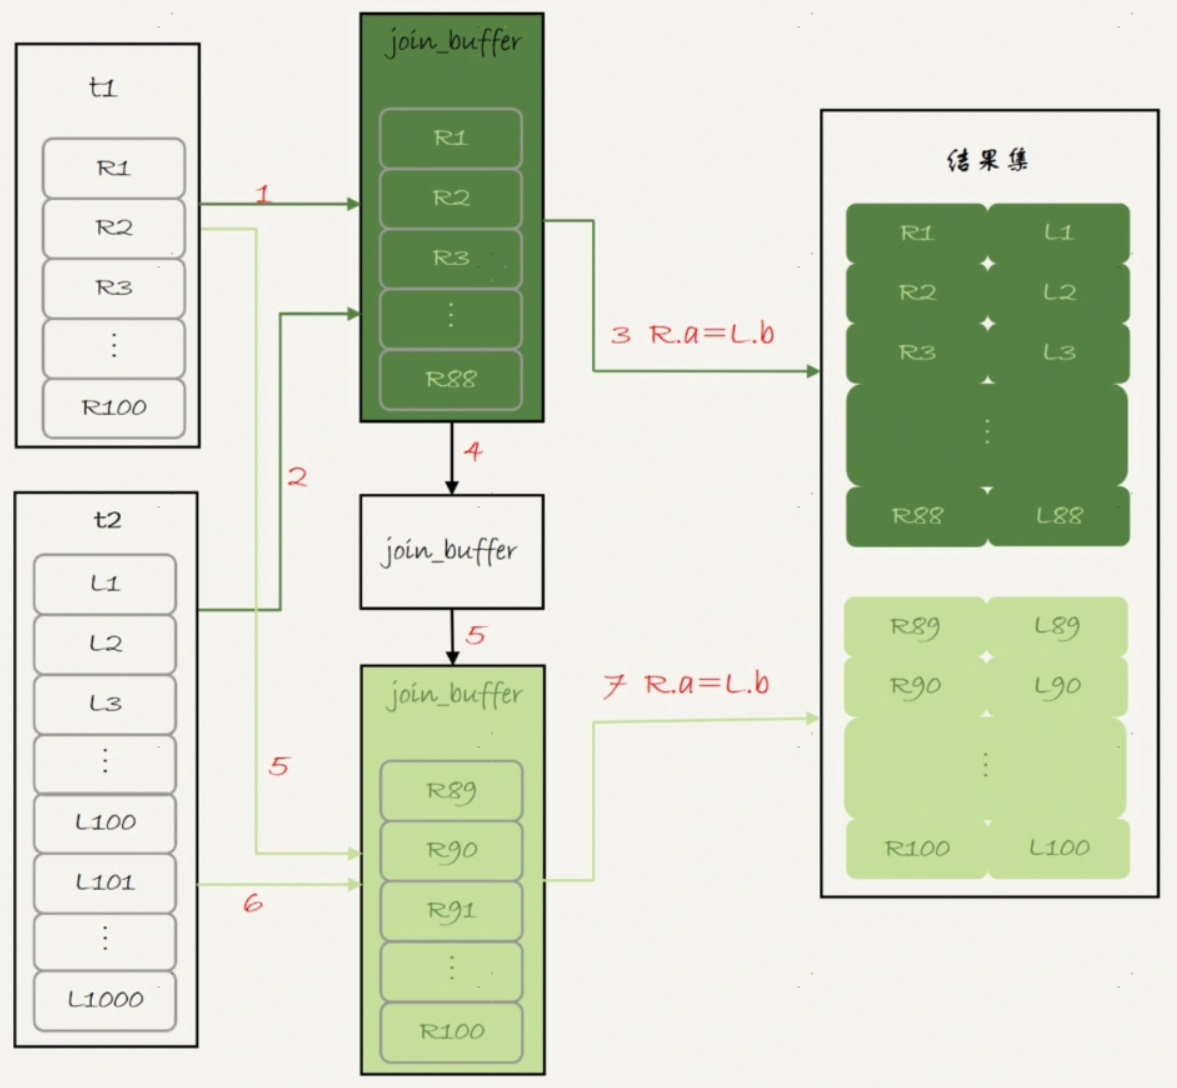 t1
R1
R2
R3
⋮
R100
t2
L1
L2
L3
⋮
L100
L101
⋮
L1000
1
2
5
6
join_buffer
R1
R2
R3
⋮
R88
4
join_buffer
5
join_buffer
R89
R90
R91
⋮
R100
3 R.a=L.b
7 R.a=L.b
结果集
R1 L1
R2 L2
R3 L3
⋮
R88 L88
R89 L89
R90 L90
⋮
R100 L100